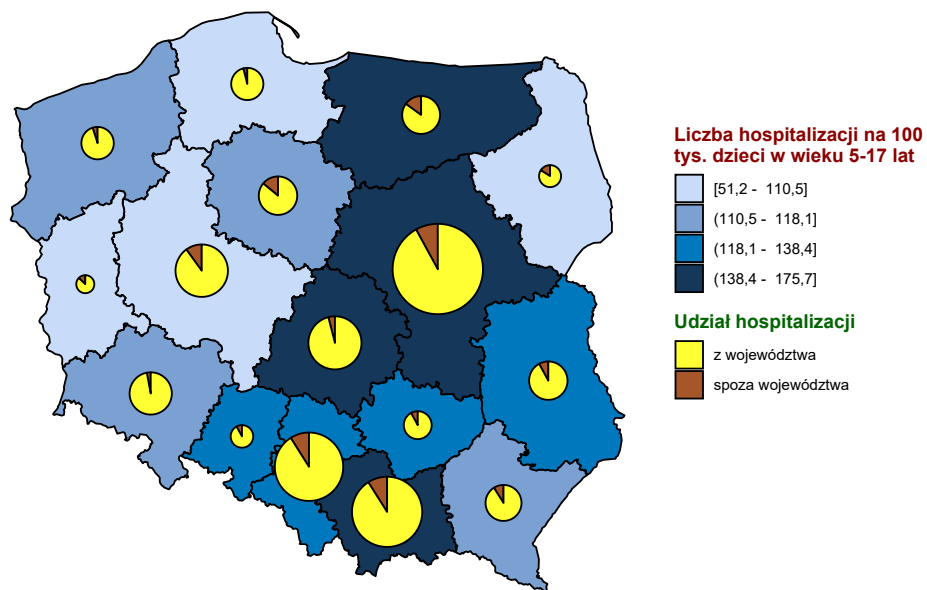 Liczba hospitalizacji na 100
tys. dzieci w wieku 5-17 lat
[51,2 - 110,5]
(110,5 - 118,1]
(118,1 - 138,4]
(138,4 - 175,7]
Udział hospitalizacji
z województwa
spoza województwa